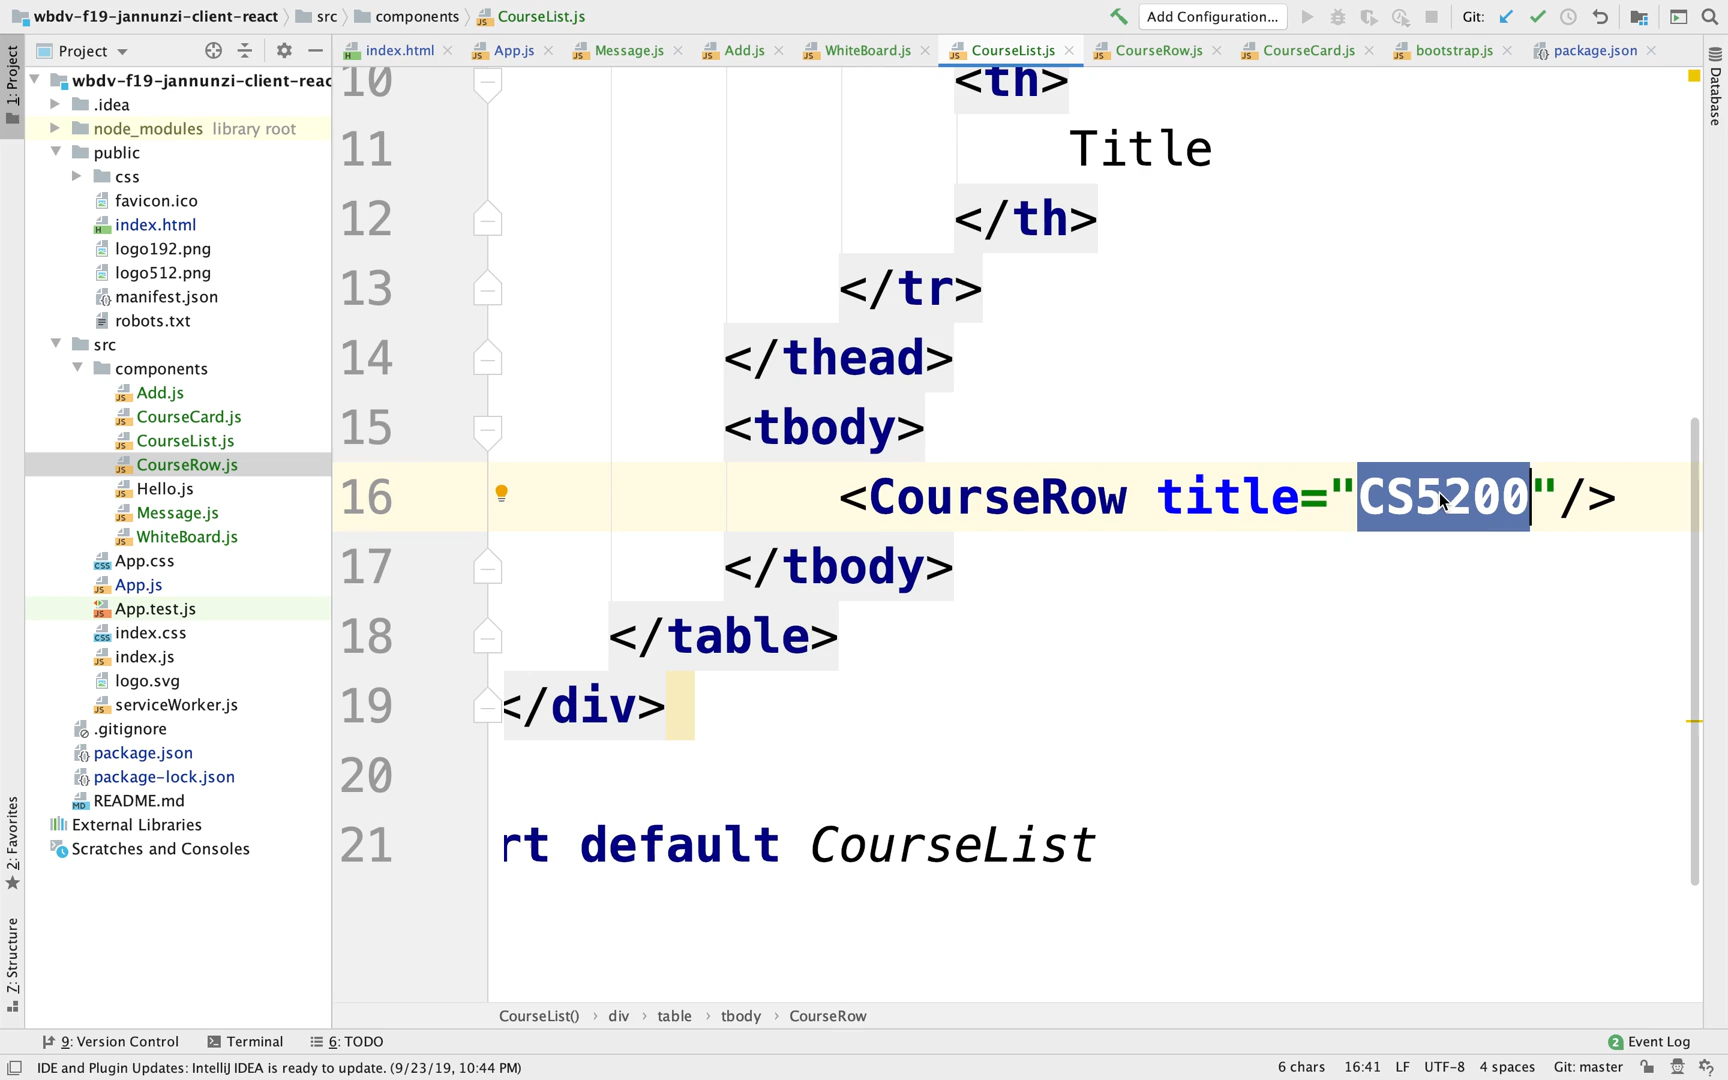 wbdv-f19-jannunzi-client-react src components CourseList.js Add Configuration... Git:
Project index.html App.js Message.js Add.js WhiteBoard.js CourseList.js CourseRow.js CourseCard.js bootstrap.js package.json
1: Project
Database
wbdv-f19-jannunzi-client-reac
.idea
node_modules library root
public
css
favicon.ico
index.html
logo192.png
logo512.png
manifest.json
robots.txt
src
components
Add.js
CourseCard.js
CourseList.js
CourseRow.js
Hello.js
Message.js
WhiteBoard.js
App.css
App.js
App.test.js
index.css
index.js
logo.svg
serviceWorker.js
.gitignore
package.json
package-lock.json
README.md
External Libraries
Scratches and Consoles
2: Favorites
7: Structure
10 <th>
11 Title
12 </th>
13 </tr>
14 </thead>
15 <tbody>
16 <CourseRow title="CS5200"/>
17 </tbody>
18 </table>
19 </div>
20
21 rt default CourseList
CourseList() › div › table › tbody › CourseRow
9: Version Control Terminal 6: TODO 2 Event Log
IDE and Plugin Updates: IntelliJ IDEA is ready to update. (9/23/19, 10:44 PM) 6 chars 16:41 LF UTF-8 4 spaces Git: master